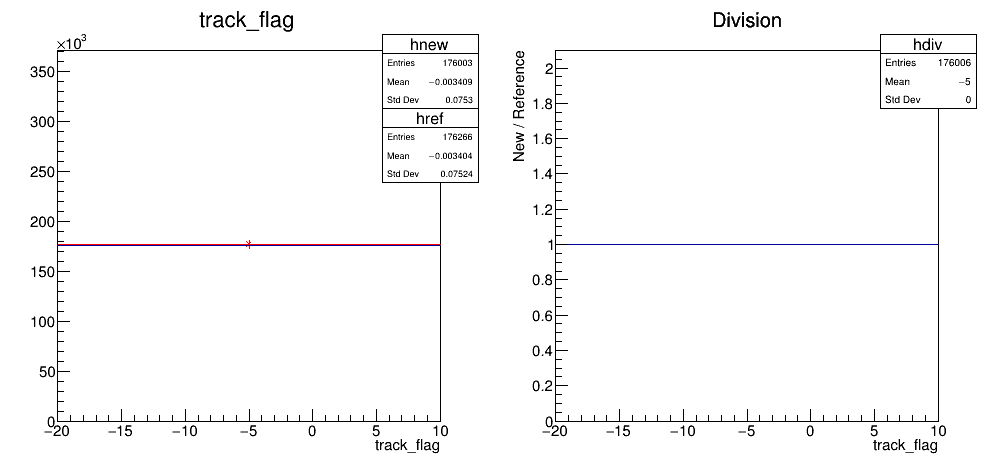 track_flag
×10³
350
300
250
200
150
100
50
0
−20 −15 −10 −5 0 5 10
track_flag
hnew
Entries 176003
Mean −0.003409
Std Dev 0.0753
href
Entries 176266
Mean −0.003404
Std Dev 0.07524
Division
New / Reference
2
1.8
1.6
1.4
1.2
1
0.8
0.6
0.4
0.2
0
−20 −15 −10 −5 0 5 10
track_flag
hdiv
Entries 176006
Mean −5
Std Dev 0